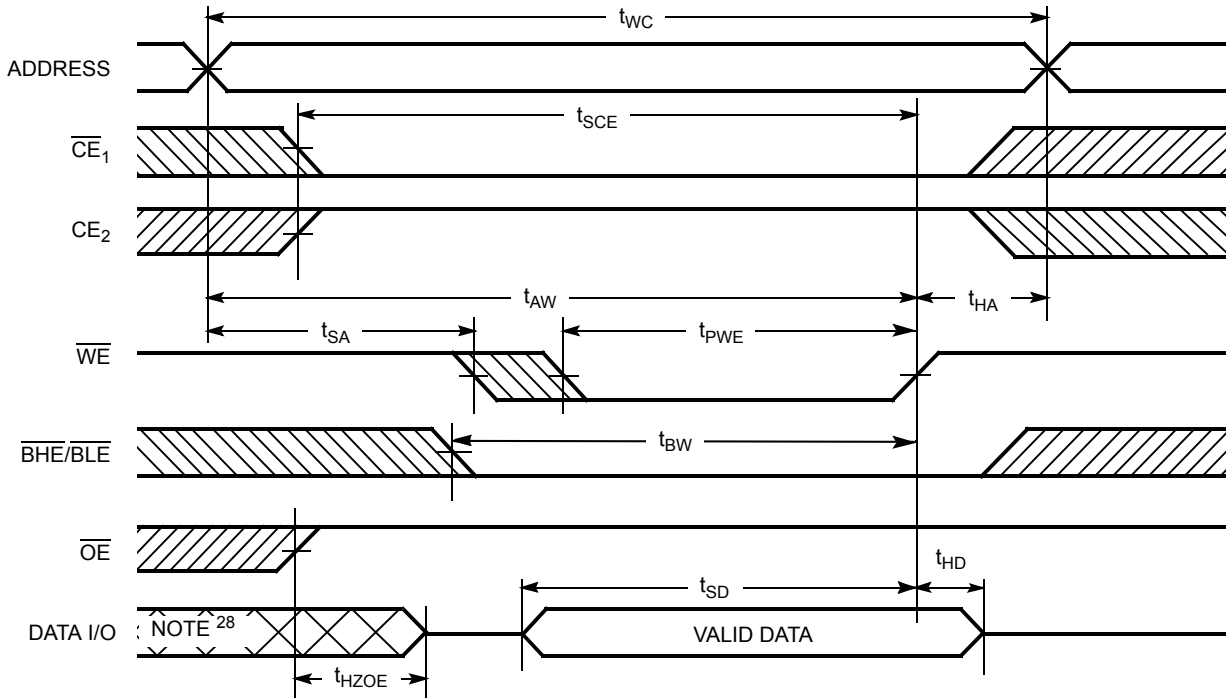 tWC
ADDRESS
tSCE
CE1
CE2
tAW
tHA
tSA
tPWE
WE
tBW
BHE/BLE
OE
tHD
tSD
DATA I/O
NOTE 28
VALID DATA
tHZOE